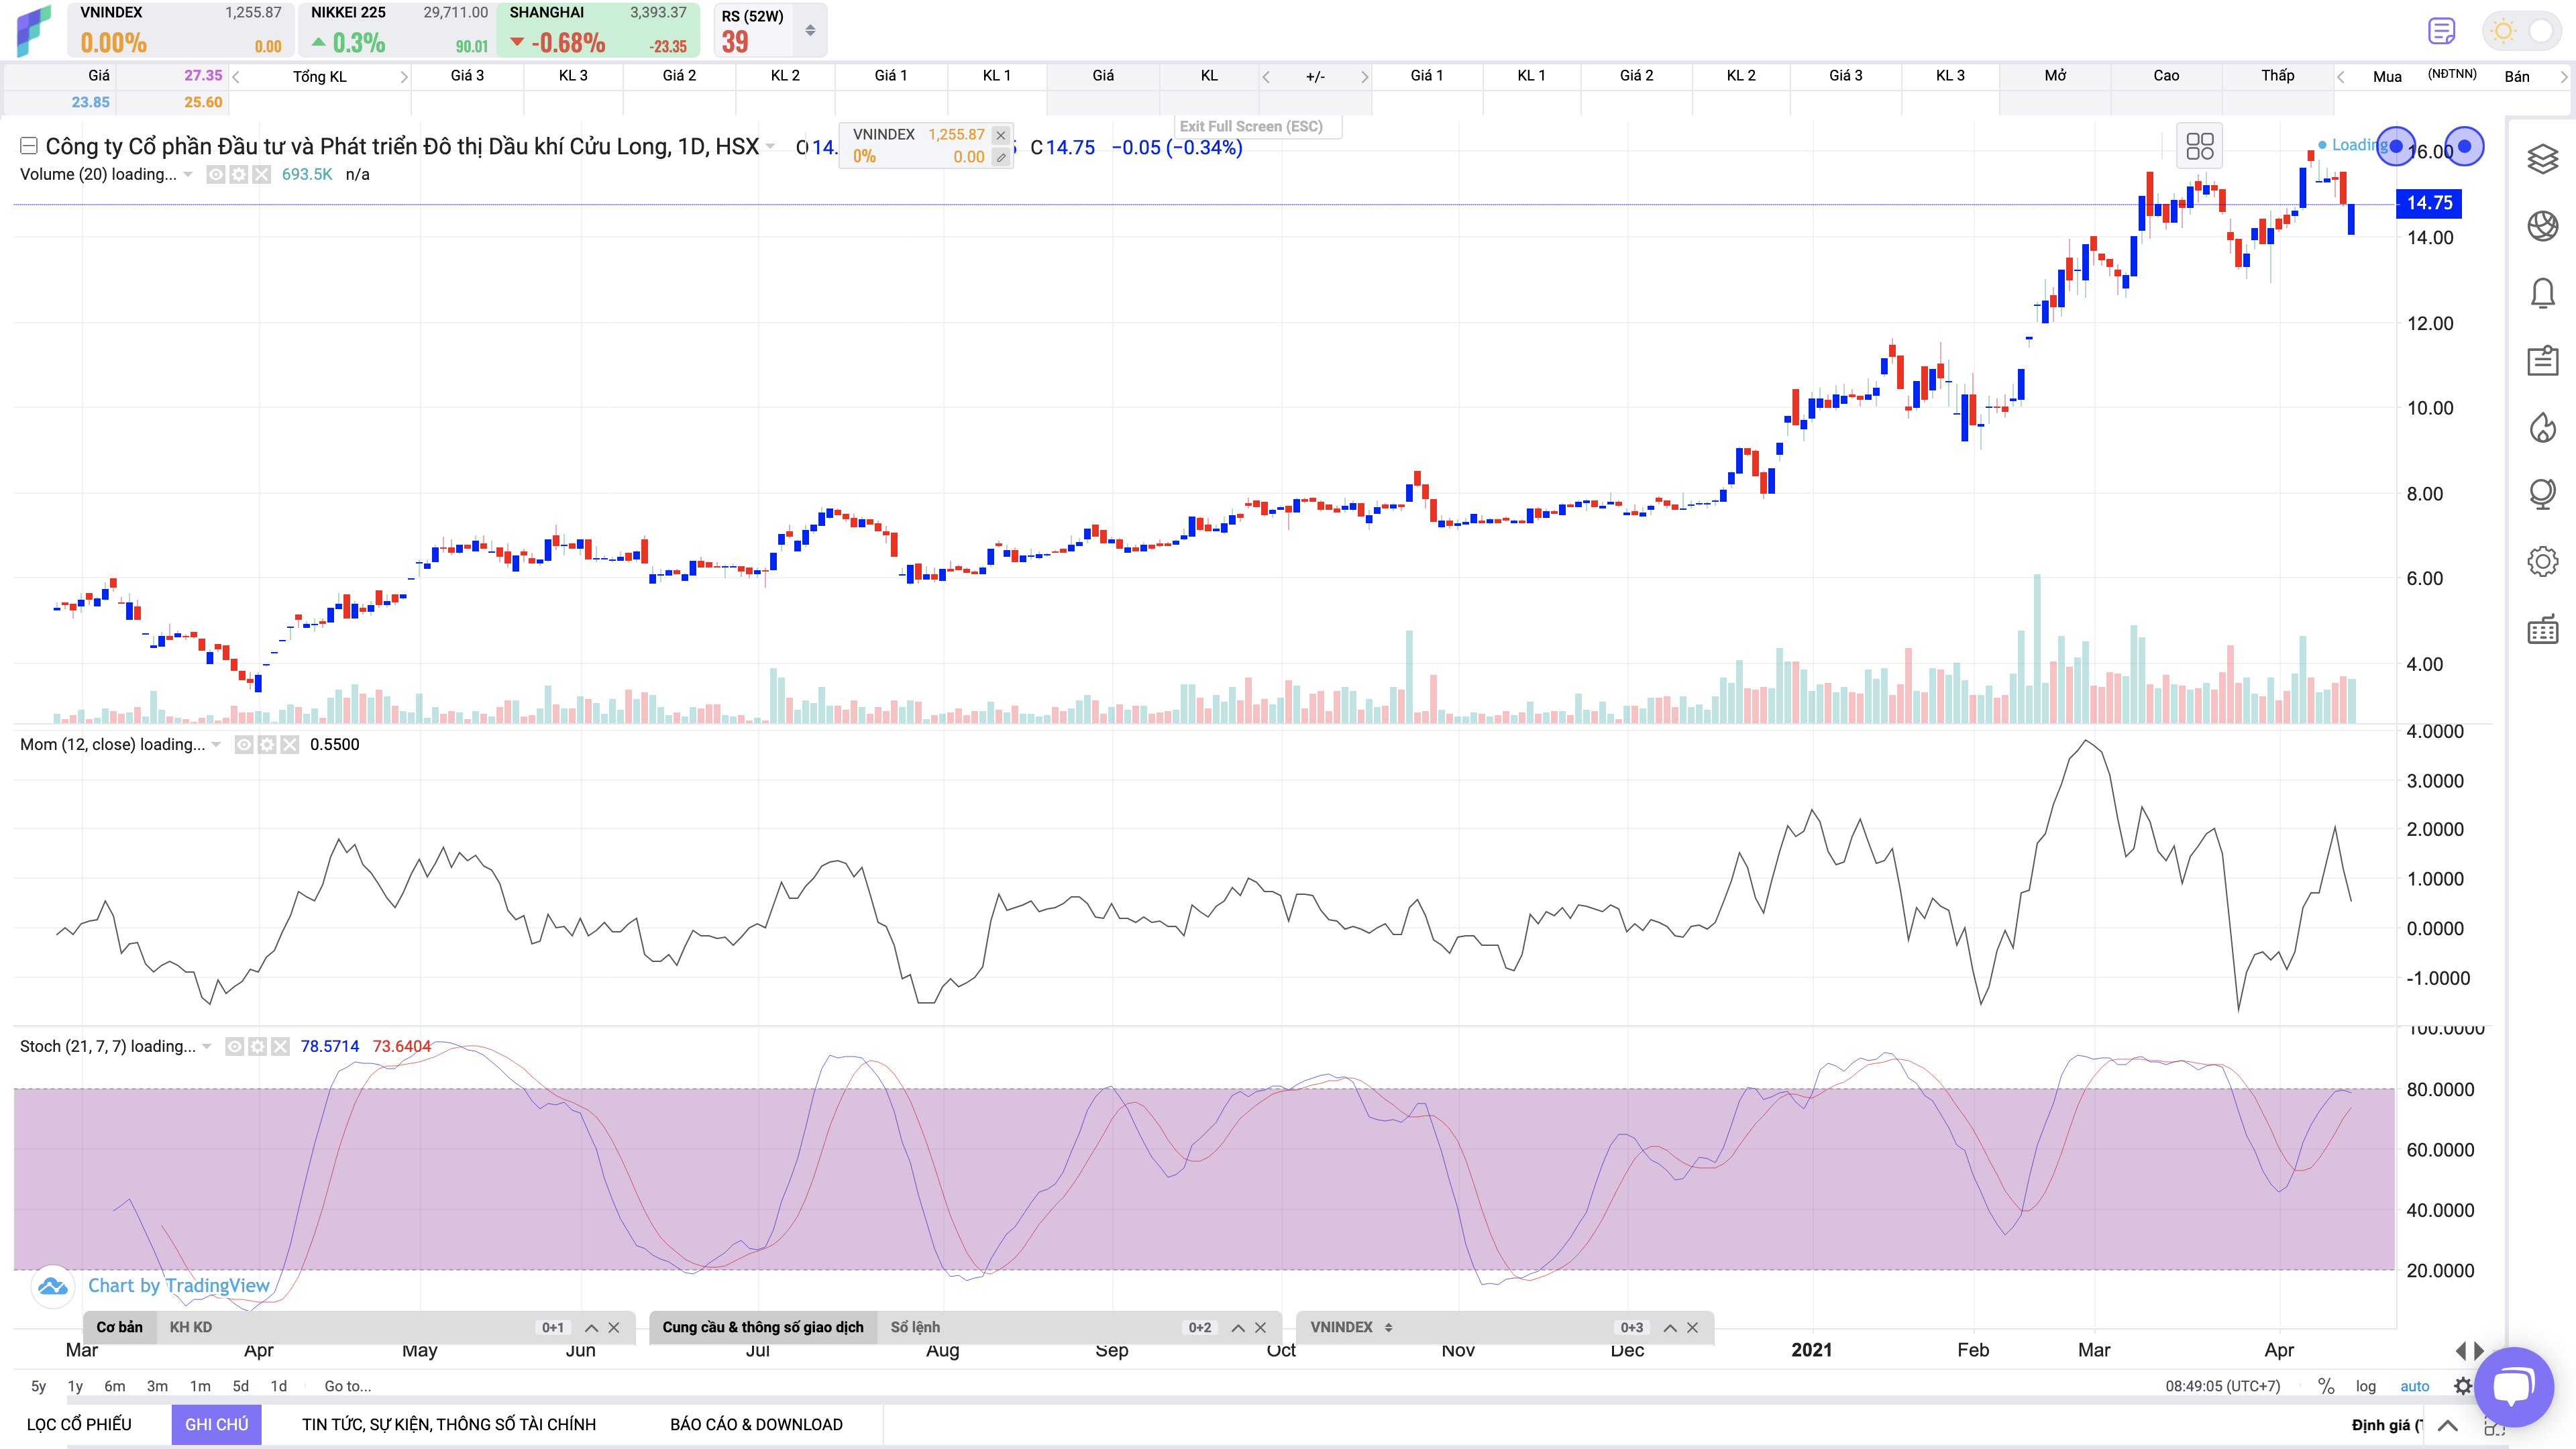 VNINDEX 1,255.87 NIKKEI 225 29,711.00 SHANGHAI 3,393.37 RS (52W)
0.00% 0.00 0.3% 90.01 -0.68% -23.35 39
Giá 27.35 Tổng KL Giá 3 KL 3 Giá 2 KL 2 Giá 1 KL 1 Giá KL +/- Giá 1 KL 1 Giá 2 KL 2 Giá 3 KL 3 Mở Cao Thấp Mua (NĐTNN) Bán
23.85 25.60
Exit Full Screen (ESC)
VNINDEX 1,255.87
0% 0.00
Công ty Cổ phần Đầu tư và Phát triển Đô thị Dầu khí Cửu Long, 1D, HSX O 14. C 14.75 −0.05 (−0.34%)
Loading
Volume (20) loading... 693.5K n/a
16.00
14.75
14.00
12.00
10.00
8.00
6.00
4.00
Mom (12, close) loading... 0.5500
4.0000
3.0000
2.0000
1.0000
0.0000
-1.0000
Stoch (21, 7, 7) loading... 78.5714 73.6404
100.0000
80.0000
60.0000
40.0000
20.0000
Chart by TradingView
Cơ bản KH KD 0+1 Cung cầu & thông số giao dịch Sổ lệnh 0+2 VNINDEX 0+3
Mar Apr May Jun Jul Aug Sep Oct Nov Dec 2021 Feb Mar Apr
5y 1y 6m 3m 1m 5d 1d Go to... 08:49:05 (UTC+7) % log auto
LỌC CỔ PHIẾU GHI CHÚ TIN TỨC, SỰ KIỆN, THÔNG SỐ TÀI CHÍNH BÁO CÁO & DOWNLOAD Định giá (